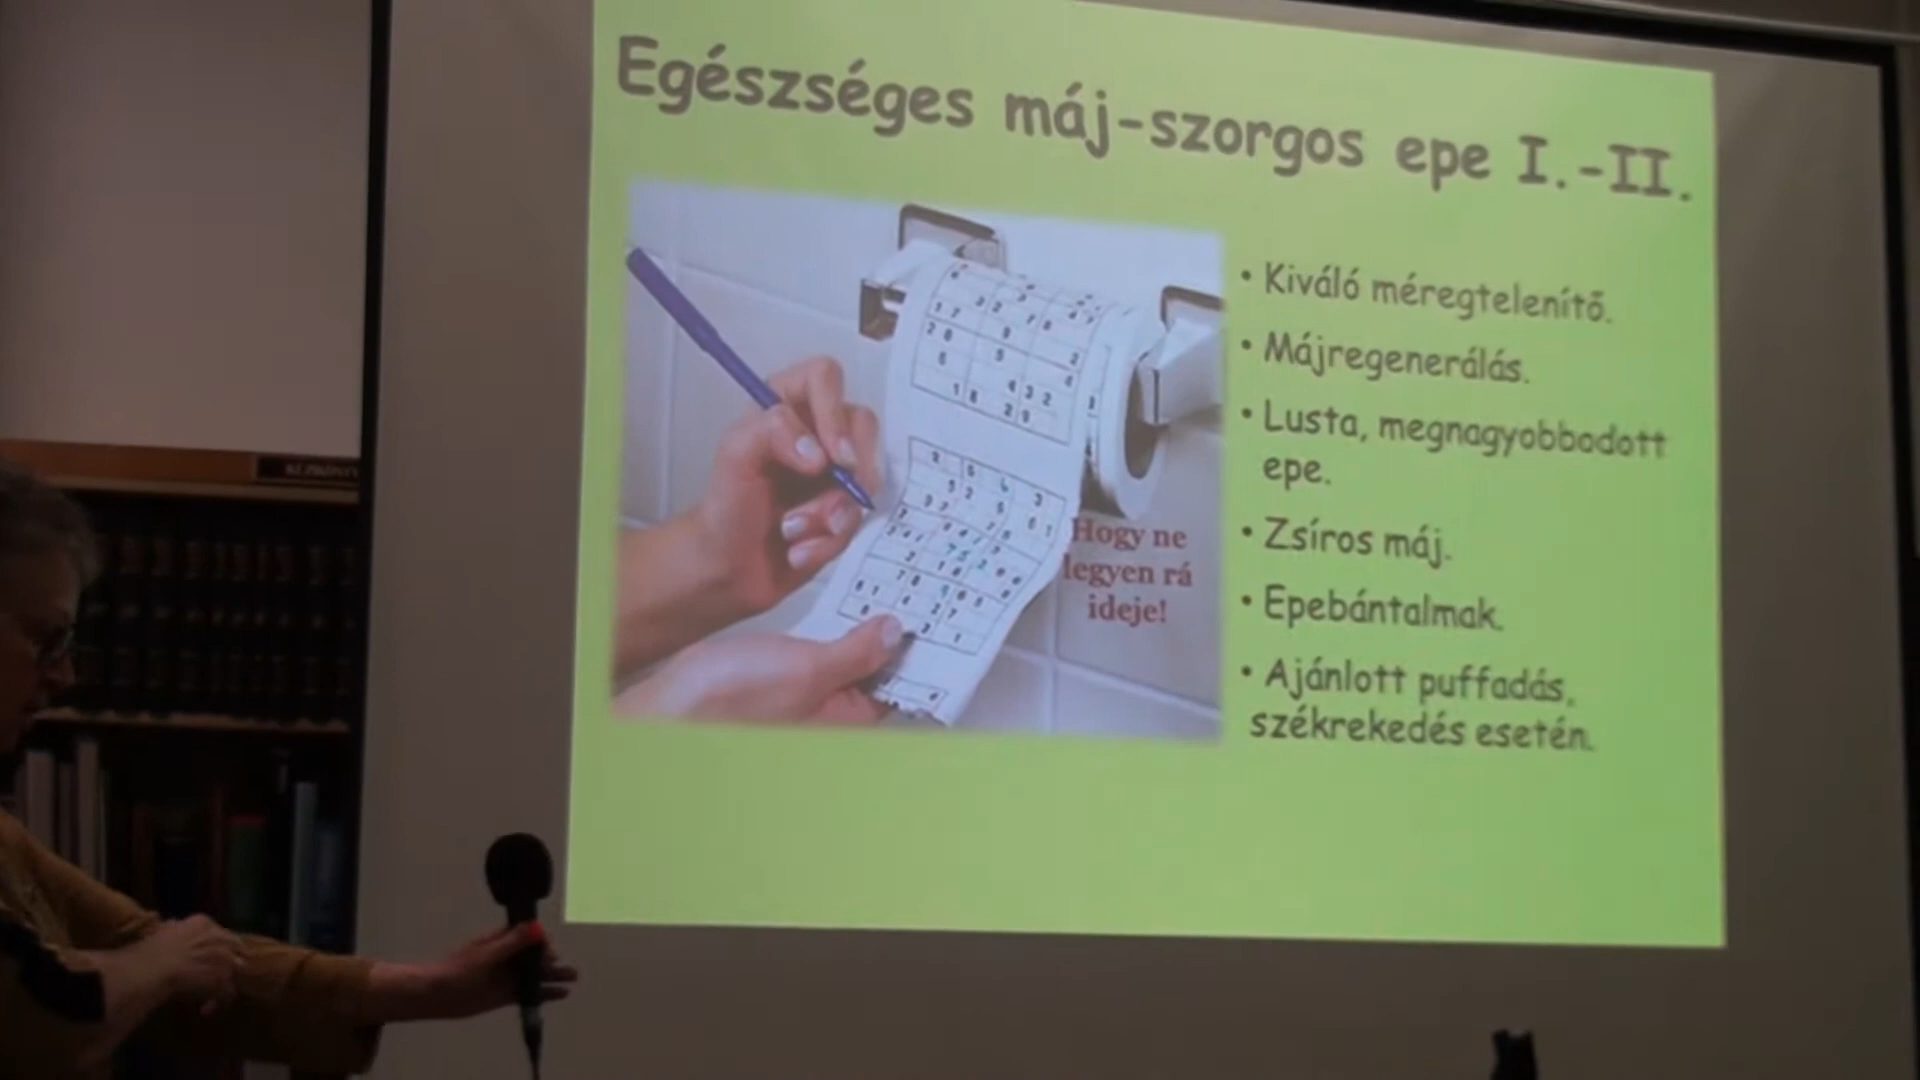 Egészséges máj-szorgos epe I.-II.
• Kiváló méregtelenítő.
• Májregenerálás.
• Lusta, megnagyobbodott
epe.
• Zsíros máj.
• Epebántalmak.
• Ajánlott puffadás,
székrekedés esetén.
Hogy ne
legyen rá
ideje!